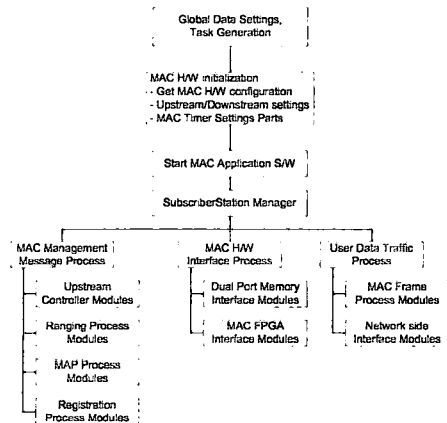 Global Data Settings,
Task Generation
MAC H/W initialization
- Get MAC H/W configuration
- Upstream/Downstream settings
- MAC Timer Settings Parts
Start MAC Application S/W
SubscriberStation Manager
MAC Management
Message Process
Upstream
Controller Modules
Ranging Process
Modules
MAP Process
Modules
Registration
Process Modules
MAC H/W
Interface Process
Dual Port Memory
Interface Modules
MAC FPGA
Interface Modules
User Data Traffic
Process
MAC Frame
Process Modules
Network side
Interface Modules